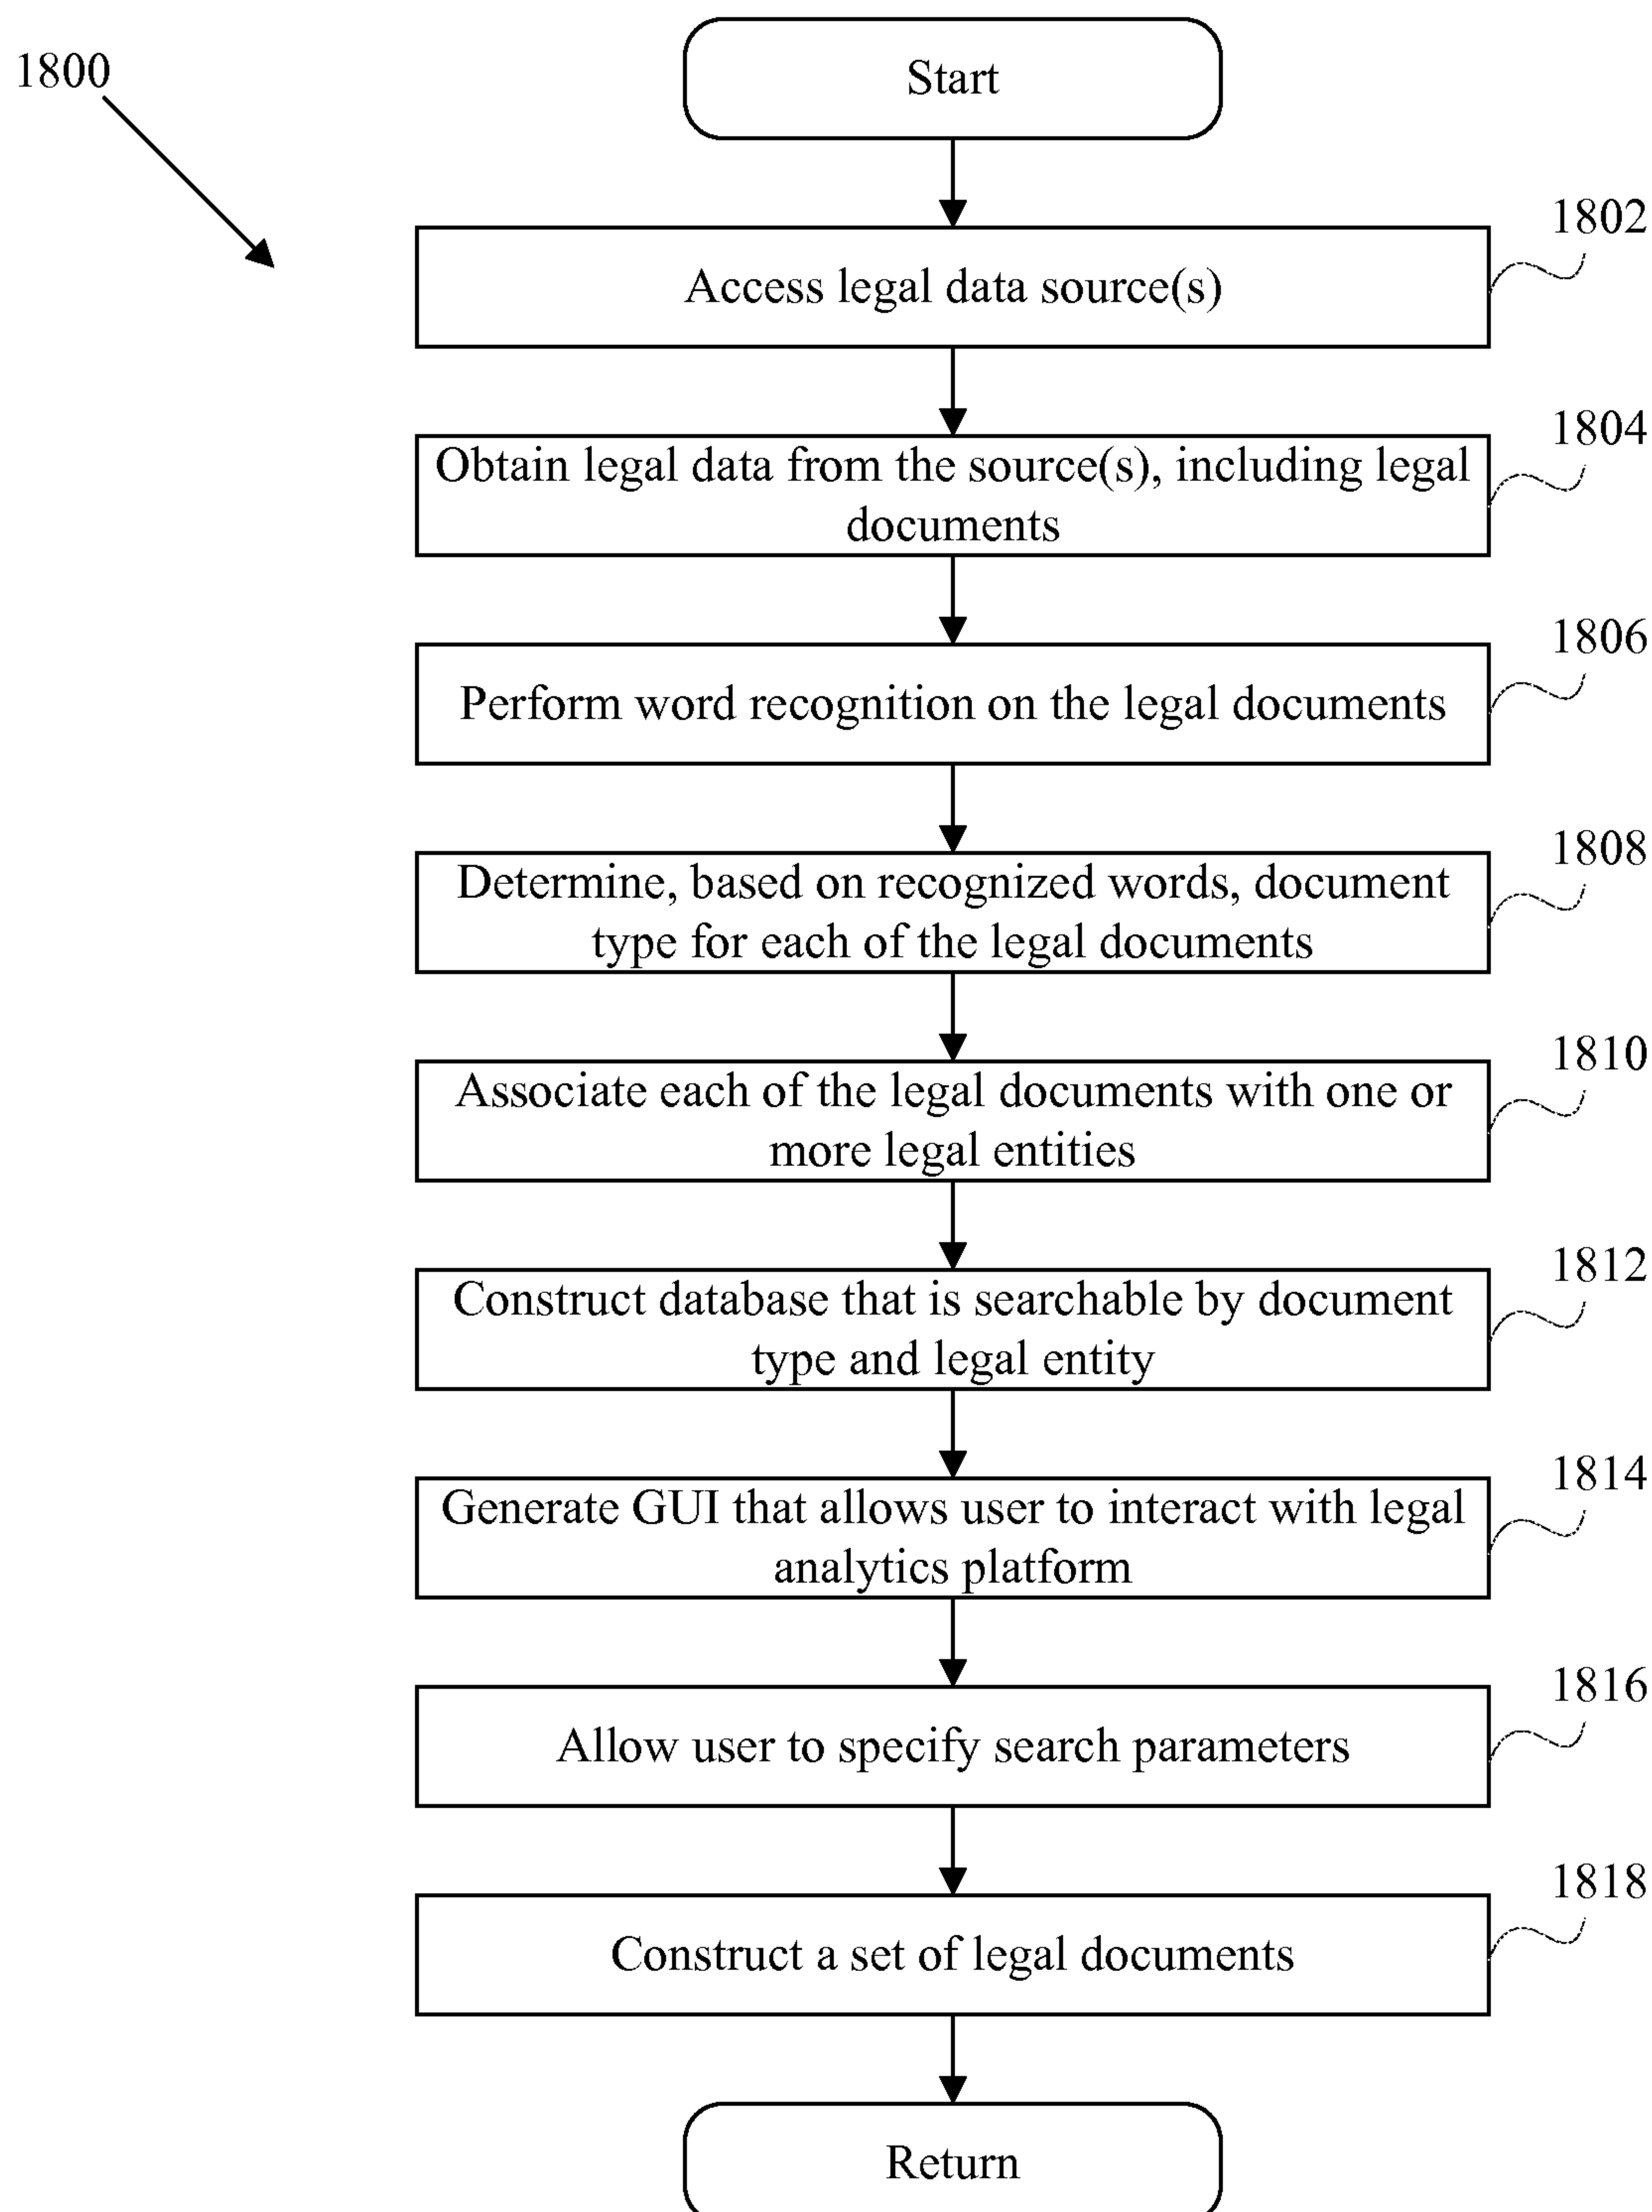 1800
Start
1802
Access legal data source(s)
1804
Obtain legal data from the source(s), including legal
documents
1806
Perform word recognition on the legal documents
1808
Determine, based on recognized words, document
type for each of the legal documents
1810
Associate each of the legal documents with one or
more legal entities
1812
Construct database that is searchable by document
type and legal entity
1814
Generate GUI that allows user to interact with legal
analytics platform
1816
Allow user to specify search parameters
1818
Construct a set of legal documents
Return